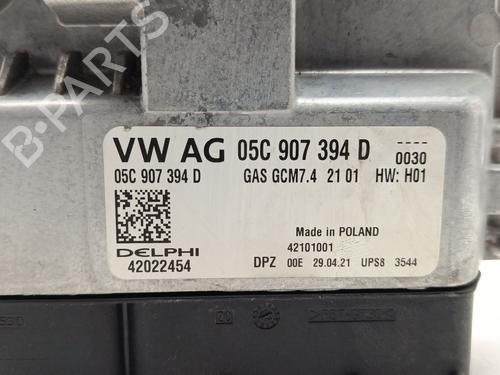 VW AG 05C 907 394 D ----
0030
05C 907 394 D GAS GCM7.4 21 01 HW: H01
Made in POLAND
42101001
DELPHI
42022454 DPZ 00E 29.04.21 UPS8 3544